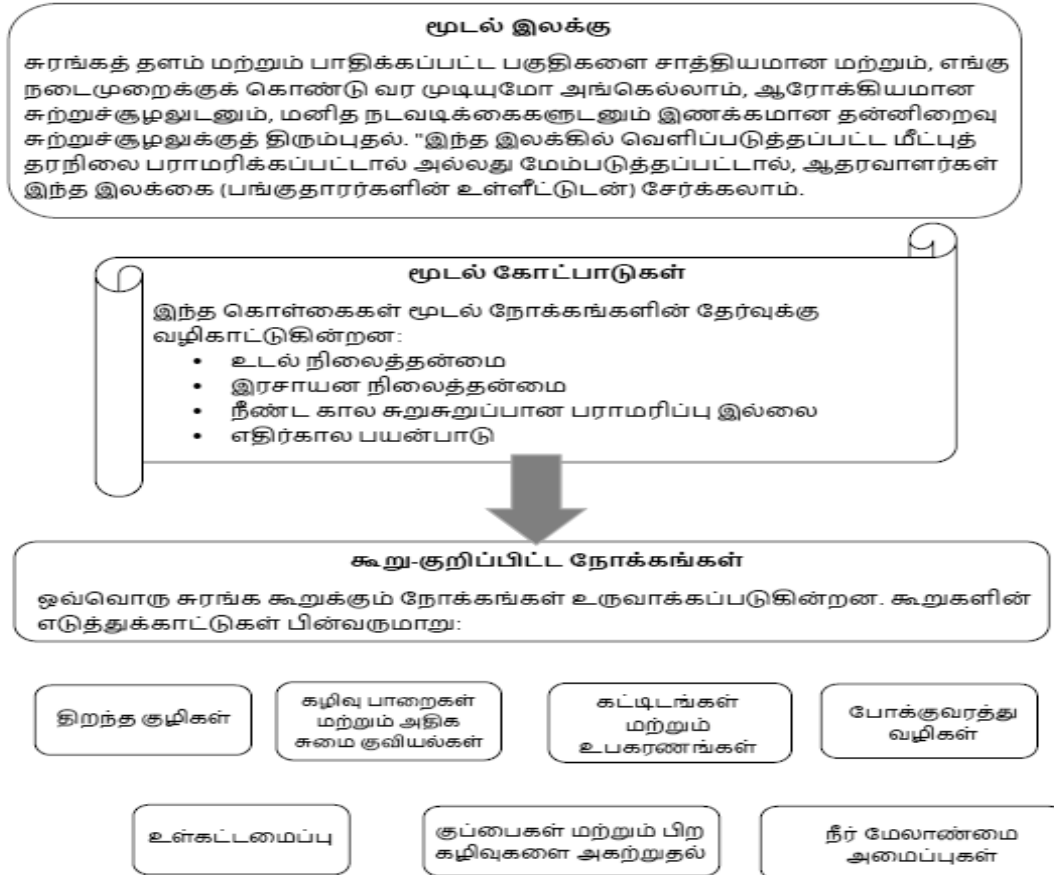 மூடல் இலக்கு
சுரங்கத் தளம் மற்றும் பாதிக்கப்பட்ட பகுதிகளை சாத்தியமான மற்றும், எங்கு
நடைமுறைக்குக் கொண்டு வர முடியுமோ அங்கெல்லாம், ஆரோக்கியமான
சுற்றுச்சூழலுடனும், மனித நடவடிக்கைகளுடனும் இணக்கமான தன்னிறைவு
சுற்றுச்சூழலுக்குத் திரும்புதல். "இந்த இலக்கில் வெளிப்படுத்தப்பட்ட மீட்புத்
தரநிலை பராமரிக்கப்பட்டால் அல்லது மேம்படுத்தப்பட்டால், ஆதரவாளர்கள்
இந்த இலக்கை (பங்குதாரர்களின் உள்ளீட்டுடன்) சேர்க்கலாம்.
மூடல் கோட்பாடுகள்
இந்த கொள்கைகள் மூடல் நோக்கங்களின் தேர்வுக்கு
வழிகாட்டுகின்றன:
• உடல் நிலைத்தன்மை
• இரசாயன நிலைத்தன்மை
• நீண்ட கால சுறுசுறுப்பான பராமரிப்பு இல்லை
• எதிர்கால பயன்பாடு
கூறு-குறிப்பிட்ட நோக்கங்கள்
ஒவ்வொரு சுரங்க கூறுக்கும் நோக்கங்கள் உருவாக்கப்படுகின்றன. கூறுகளின்
எடுத்துக்காட்டுகள் பின்வருமாறு:
திறந்த குழிகள்
கழிவு பாறைகள்
மற்றும் அதிக
சுமை குவியல்கள்
கட்டிடங்கள்
மற்றும்
உபகரணங்கள்
போக்குவரத்து
வழிகள்
உள்கட்டமைப்பு
குப்பைகள் மற்றும் பிற
கழிவுகளை அகற்றுதல்
நீர் மேலாண்மை
அமைப்புகள்